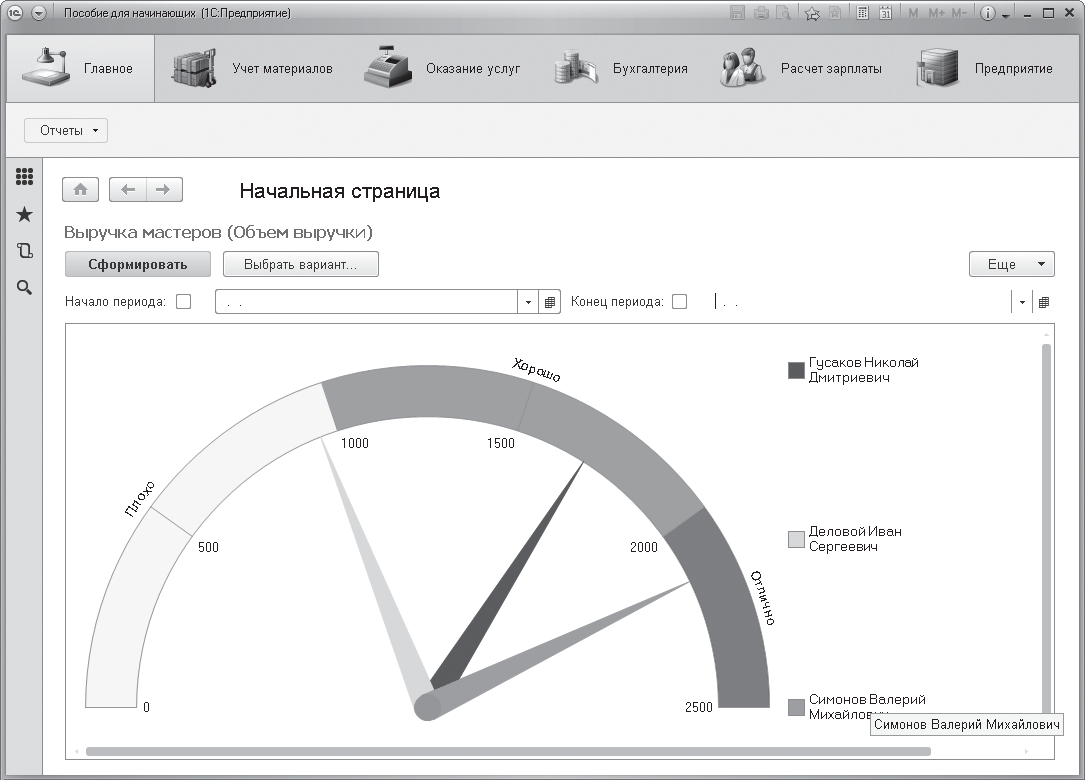 Пособие для начинающих (1С:Предприятие)
M M+ M-
31
Главное
Учет материалов
Оказание услуг
Бухгалтерия
Расчет зарплаты
Предприятие
Отчеты
Начальная страница
Выручка мастеров (Объем выручки)
Сформировать
Выбрать вариант...
Еще
Начало периода:
. .
Конец периода:
. .
Плохо
Хорошо
Отлично
0
500
1000
1500
2000
2500
Гусаков Николай
Дмитриевич
Деловой Иван
Сергеевич
Симонов Валерий
Михайлович
Симонов Валерий Михайлович